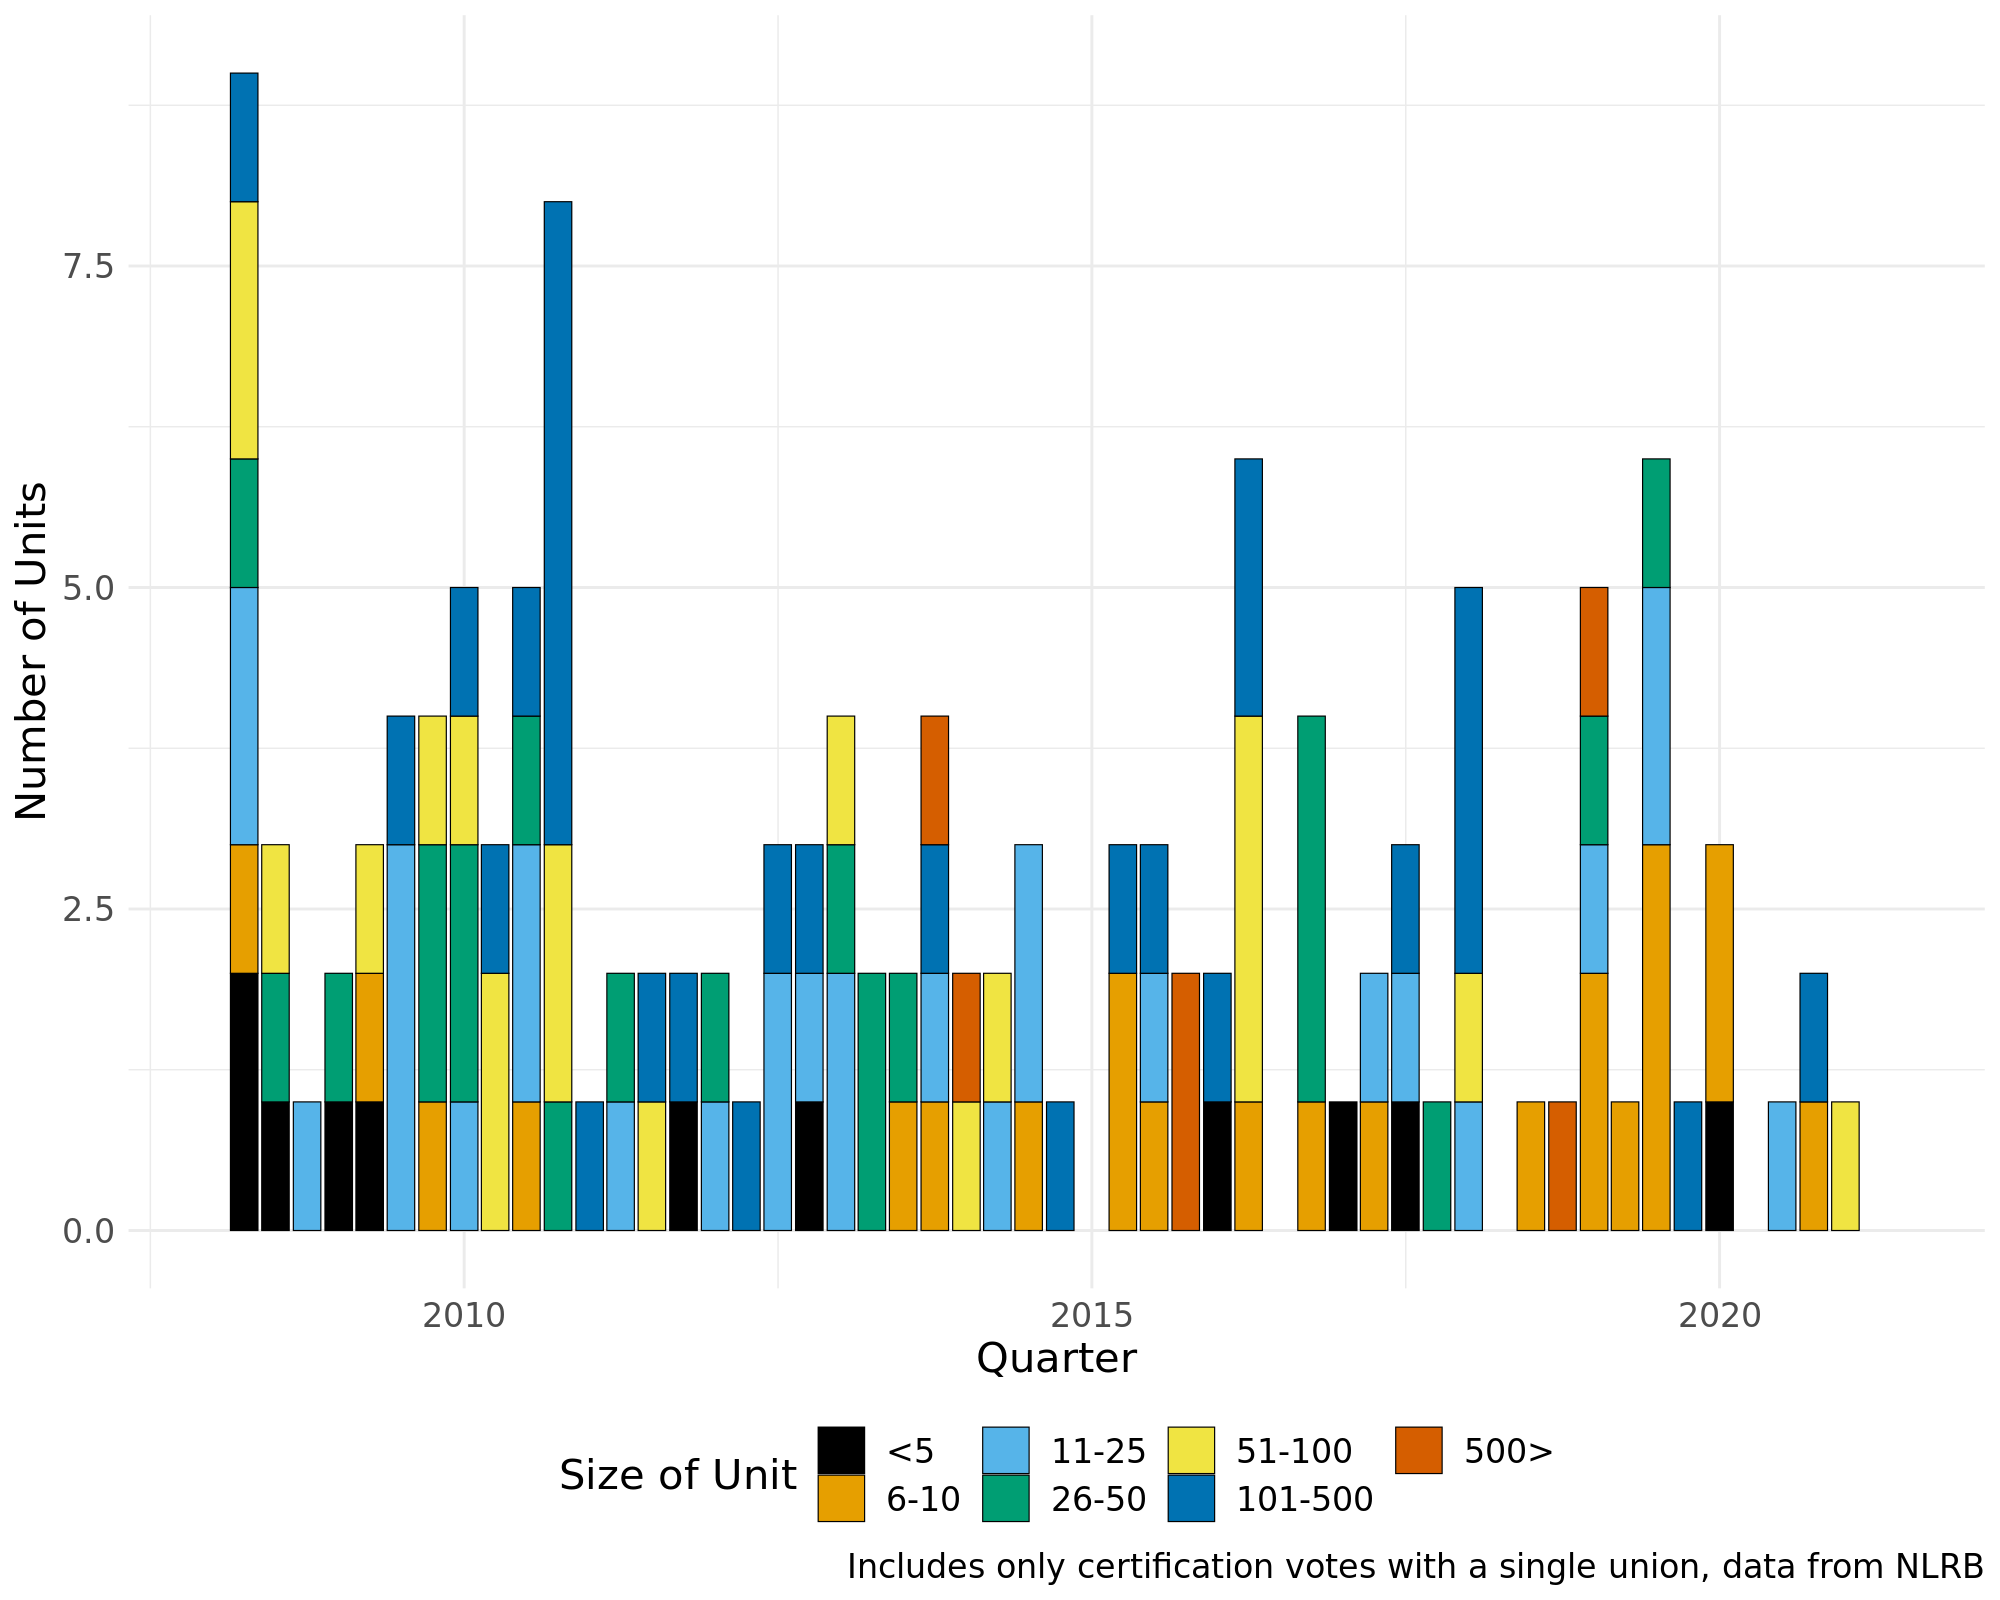 7.5
5.0
2.5
0.0
Number of Units
2010 2015 2020
Quarter
Size of Unit
<5 11-25 51-100 500>
6-10 26-50 101-500
Includes only certification votes with a single union, data from NLRB